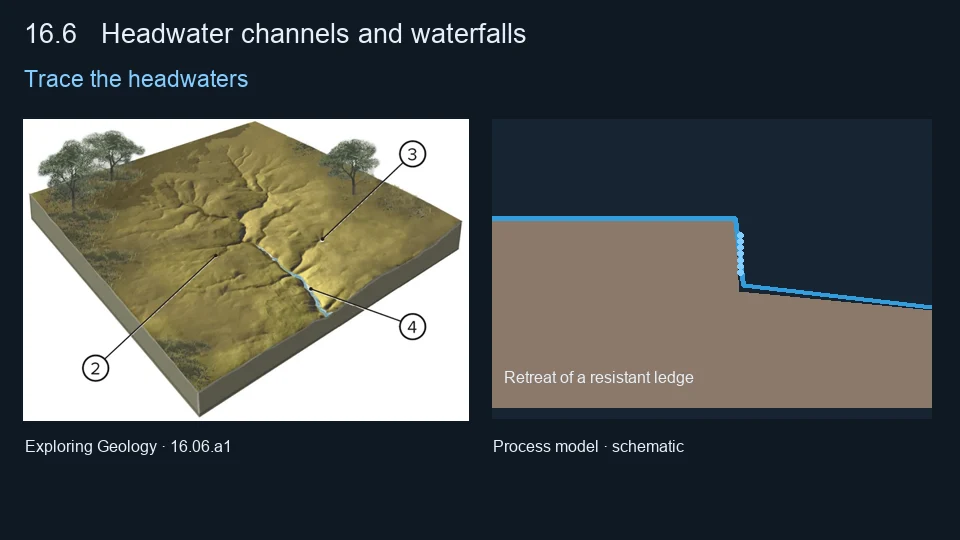 16.6 Headwater channels and waterfalls
Trace the headwaters
3
4
2
Retreat of a resistant ledge
Exploring Geology · 16.06.a1
Process model · schematic